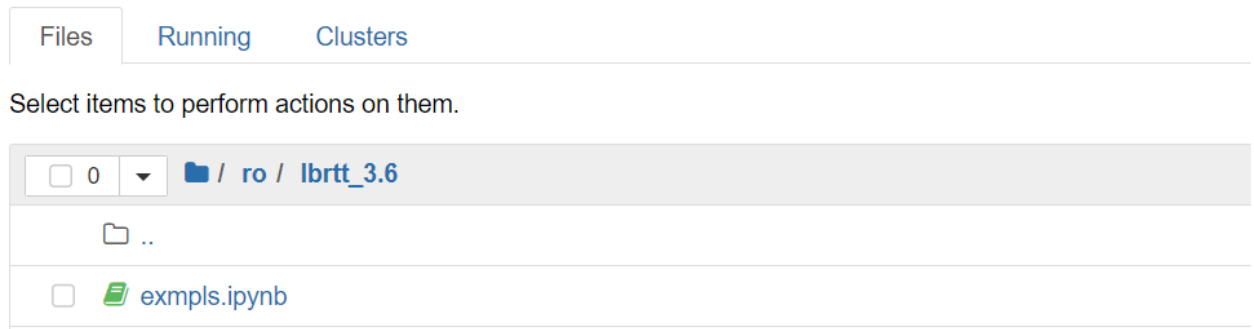 Files Running Clusters
Select items to perform actions on them.
0 / ro / lbrtt_3.6
..
exmpls.ipynb